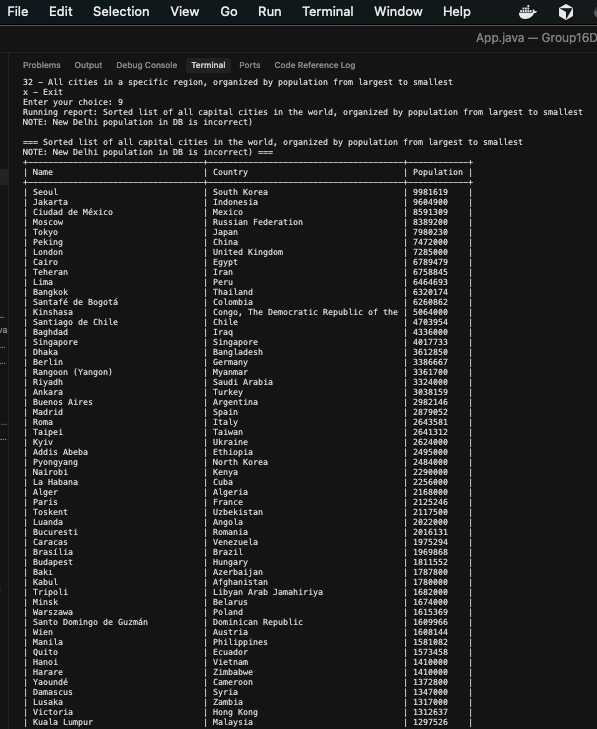 File Edit Selection View Go Run Terminal Window Help
App.java — Group16D
Problems Output Debug Console Terminal Ports Code Reference Log
32 – All cities in a specific region, organized by population from largest to smallest
x – Exit
Enter your choice: 9
Running report: Sorted list of all capital cities in the world, organized by population from largest to smallest
NOTE: New Delhi population in DB is incorrect)
=== Sorted list of all capital cities in the world, organized by population from largest to smallest
NOTE: New Delhi population in DB is incorrect) ===
| Name | Country | Population |
| Seoul | South Korea | 9981619 |
| Jakarta | Indonesia | 9604900 |
| Ciudad de México | Mexico | 8591309 |
| Moscow | Russian Federation | 8389200 |
| Tokyo | Japan | 7980230 |
| Peking | China | 7472000 |
| London | United Kingdom | 7285000 |
| Cairo | Egypt | 6789479 |
| Teheran | Iran | 6758845 |
| Lima | Peru | 6464693 |
| Bangkok | Thailand | 6320174 |
| Santafé de Bogotá | Colombia | 6260862 |
| Kinshasa | Congo, The Democratic Republic of the | 5064000 |
| Santiago de Chile | Chile | 4703954 |
| Baghdad | Iraq | 4336000 |
| Singapore | Singapore | 4017733 |
| Dhaka | Bangladesh | 3612850 |
| Berlin | Germany | 3386667 |
| Rangoon (Yangon) | Myanmar | 3361700 |
| Riyadh | Saudi Arabia | 3324000 |
| Ankara | Turkey | 3038159 |
| Buenos Aires | Argentina | 2982146 |
| Madrid | Spain | 2879052 |
| Roma | Italy | 2643581 |
| Taipei | Taiwan | 2641312 |
| Kyiv | Ukraine | 2624000 |
| Addis Abeba | Ethiopia | 2495000 |
| Pyongyang | North Korea | 2484000 |
| Nairobi | Kenya | 2290000 |
| La Habana | Cuba | 2256000 |
| Alger | Algeria | 2168000 |
| Paris | France | 2125246 |
| Toskent | Uzbekistan | 2117500 |
| Luanda | Angola | 2022000 |
| Bucuresti | Romania | 2016131 |
| Caracas | Venezuela | 1975294 |
| Brasília | Brazil | 1969868 |
| Budapest | Hungary | 1811552 |
| Baku | Azerbaijan | 1787800 |
| Kabul | Afghanistan | 1780000 |
| Tripoli | Libyan Arab Jamahiriya | 1682000 |
| Minsk | Belarus | 1674000 |
| Warszawa | Poland | 1615369 |
| Santo Domingo de Guzmán | Dominican Republic | 1609966 |
| Wien | Austria | 1608144 |
| Manila | Philippines | 1581082 |
| Quito | Ecuador | 1573458 |
| Hanoi | Vietnam | 1410000 |
| Harare | Zimbabwe | 1410000 |
| Yaoundé | Cameroon | 1372800 |
| Damascus | Syria | 1347000 |
| Lusaka | Zambia | 1317000 |
| Victoria | Hong Kong | 1312637 |
| Kuala Lumpur | Malaysia | 1297526 |